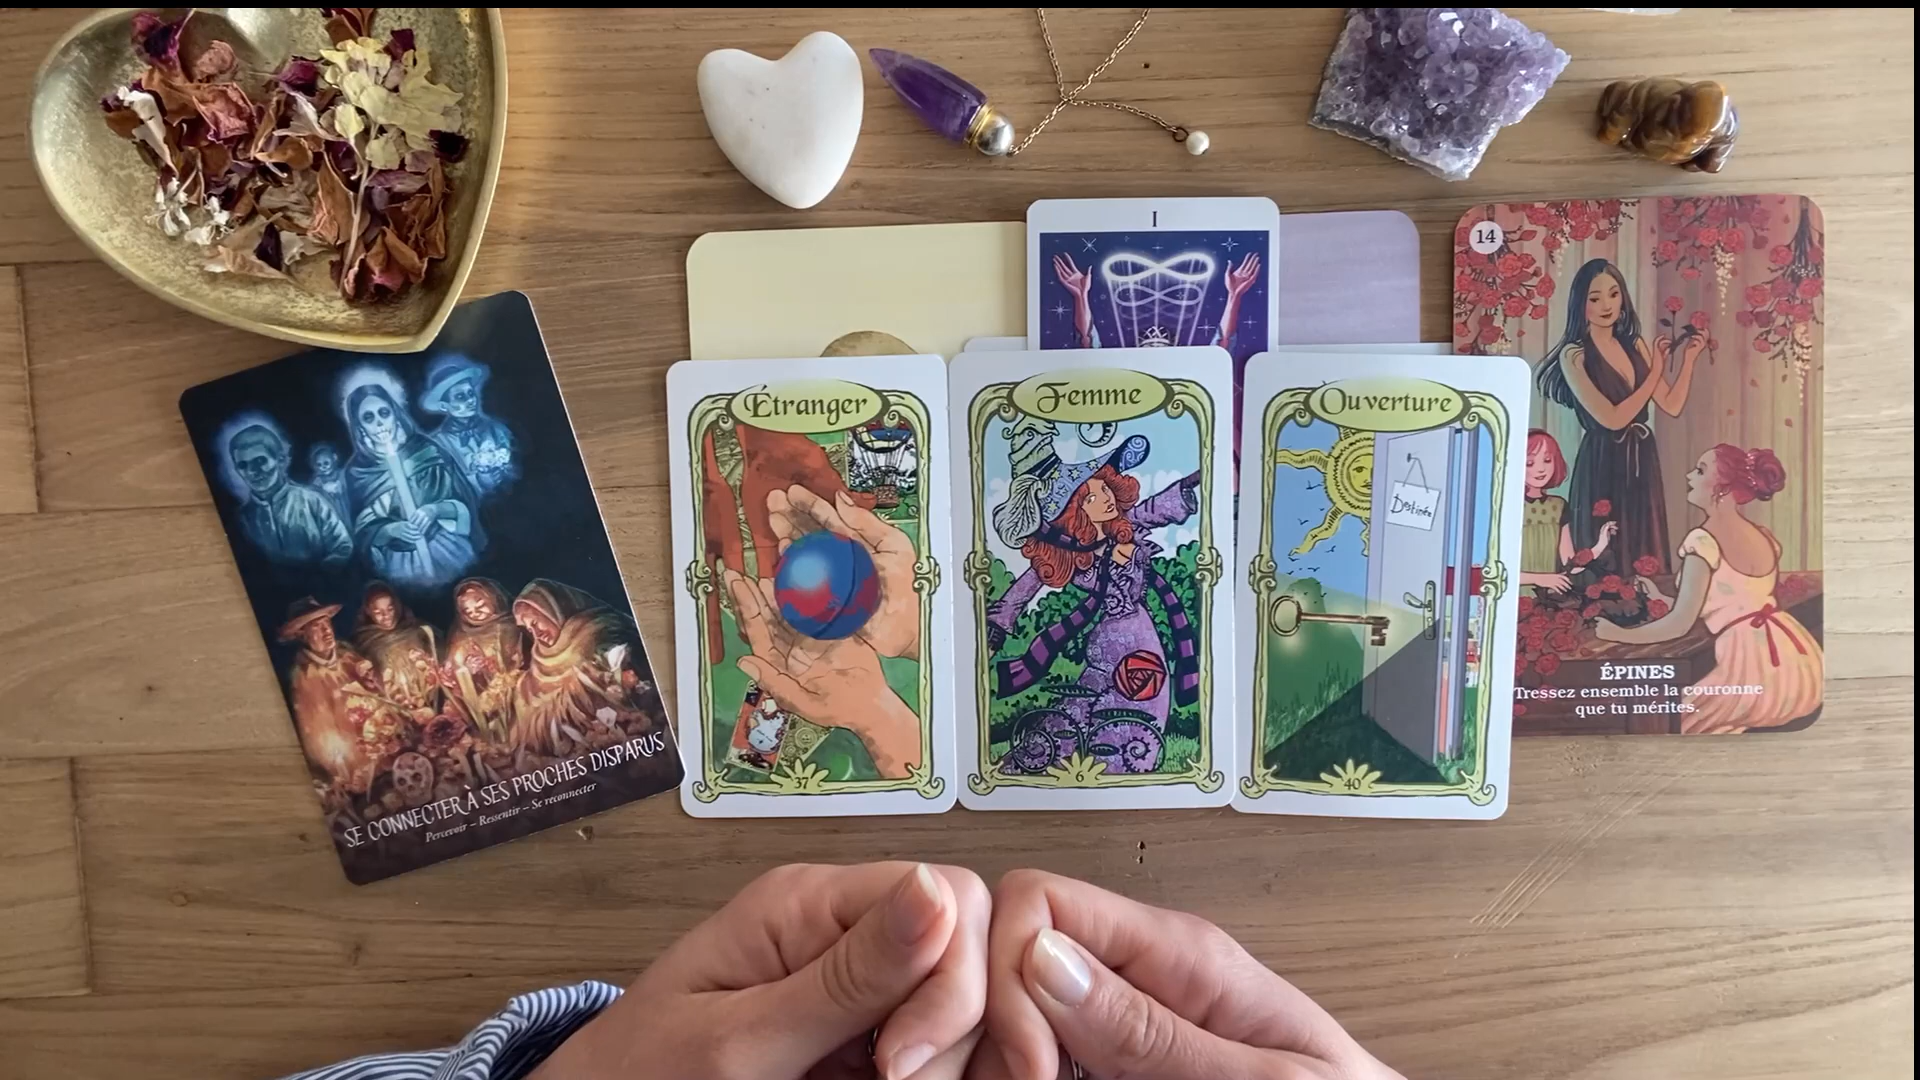 I
14
Étranger
Femme
Ouverture
Destinée
ÉPINES
Tressez ensemble la couronne
que tu mérites.
37
6
40
SE CONNECTER À SES PROCHES DISPARUS
Percevoir – Ressentir – Se reconnecter